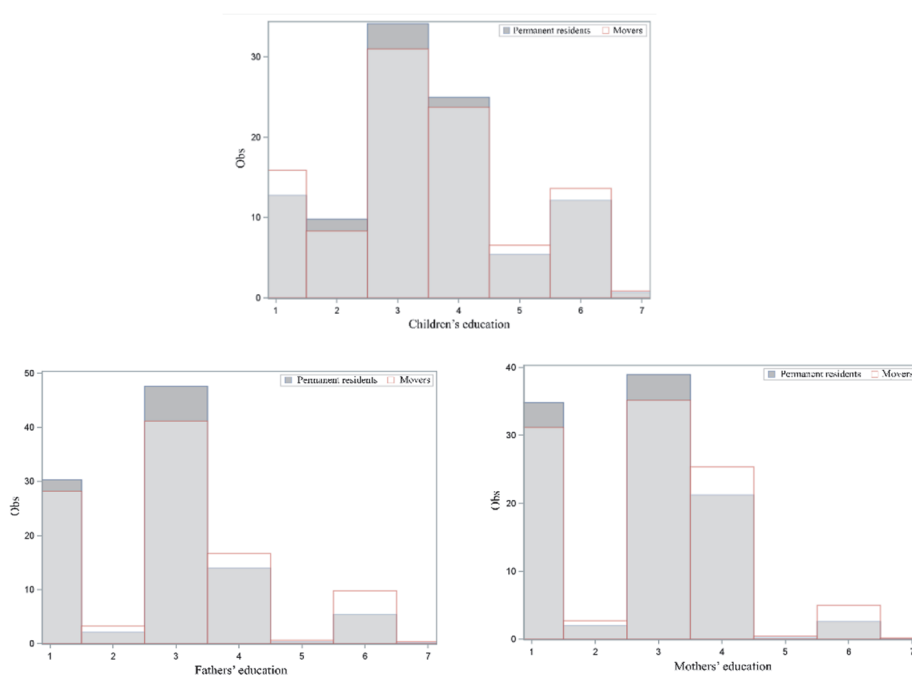 Permanent residents Movers
30
20
10
0
Obs
1 2 3 4 5 6 7
Children's education
Permanent residents Movers
50
40
30
20
10
0
Obs
1 2 3 4 5 6 7
Fathers' education
Permanent residents Movers
40
30
20
10
0
Obs
1 2 3 4 5 6 7
Mothers' education